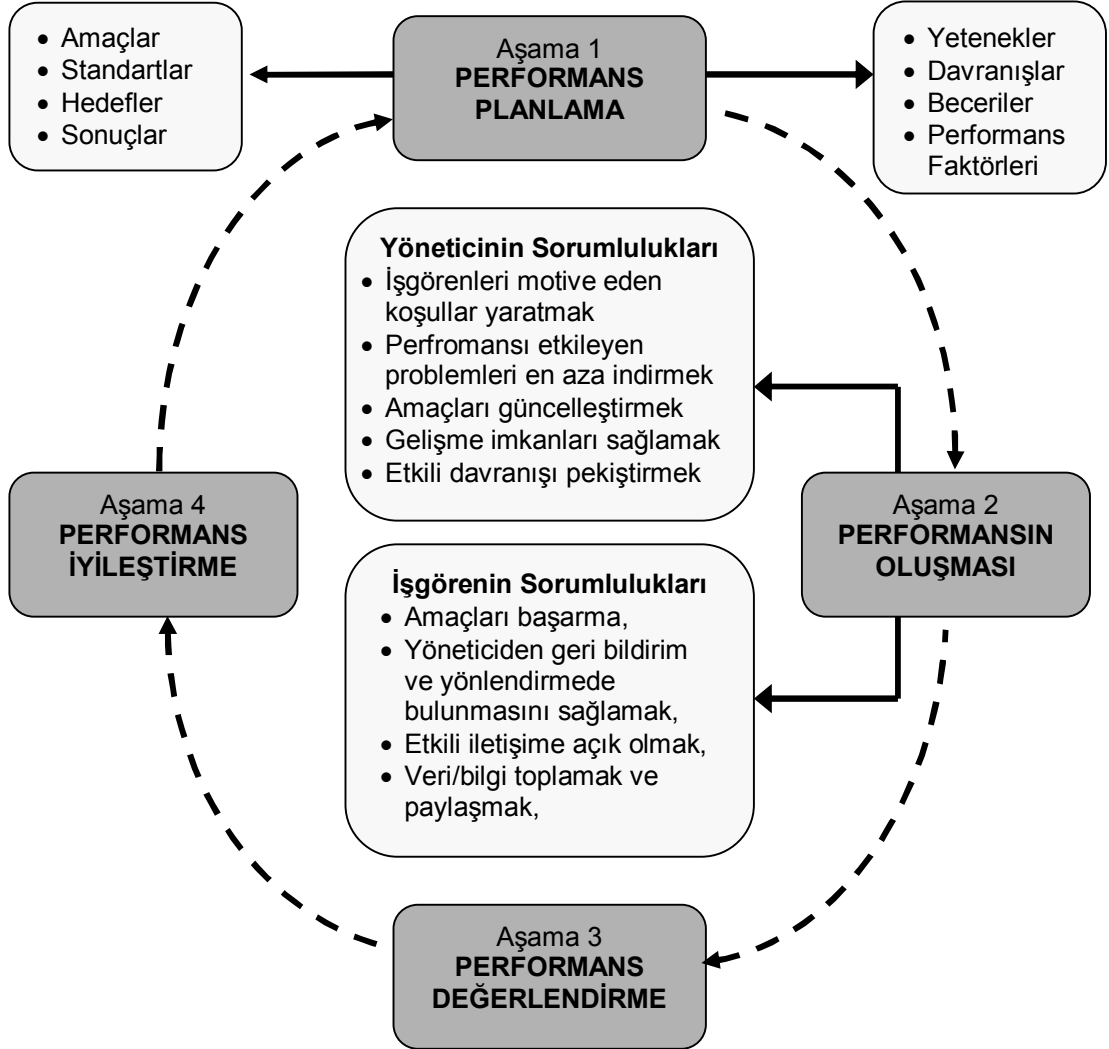 • Amaçlar
• Standartlar
• Hedefler
• Sonuçlar
Aşama 1
PERFORMANS
PLANLAMA
• Yetenekler
• Davranışlar
• Beceriler
• Performans
Faktörleri
Yöneticinin Sorumlulukları
• İşgörenleri motive eden
koşullar yaratmak
• Perfromansı etkileyen
problemleri en aza indirmek
• Amaçları güncelleştirmek
• Gelişme imkanları sağlamak
• Etkili davranışı pekiştirmek
Aşama 4
PERFORMANS
İYİLEŞTİRME
Aşama 2
PERFORMANSIN
OLUŞMASI
İşgörenin Sorumlulukları
• Amaçları başarma,
• Yöneticiden geri bildirim
ve yönlendirmede
bulunmasını sağlamak,
• Etkili iletişime açık olmak,
• Veri/bilgi toplamak ve
paylaşmak,
Aşama 3
PERFORMANS
DEĞERLENDİRME